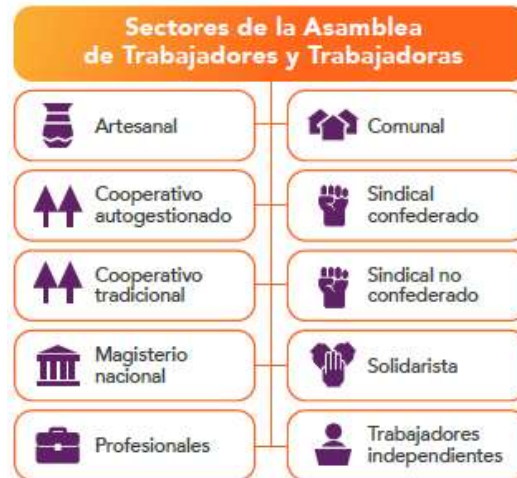 Sectores de la Asamblea
de Trabajadores y Trabajadoras
Artesanal
Comunal
Cooperativo
autogestionado
Sindical
confederado
Cooperativo
tradicional
Sindical no
confederado
Magisterio
nacional
Solidarista
Profesionales
Trabajadores
independientes